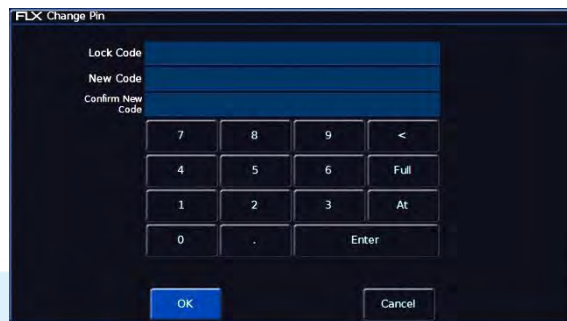 FLX Change Pin
Lock Code
New Code
Confirm New
Code
7 8 9 <
4 5 6 Full
1 2 3 At
0 . Enter
OK Cancel